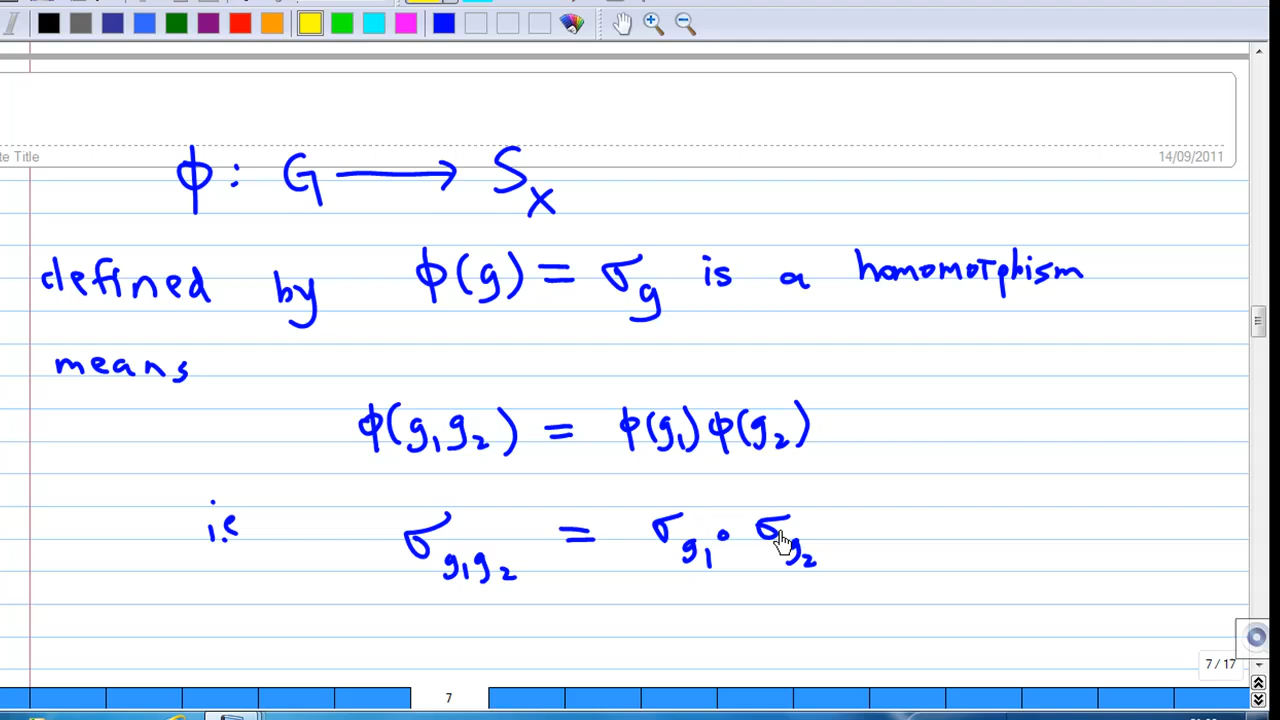 te Title
14/09/2011
ϕ: G ⟶ S_X
defined by ϕ(g) = σ_g is a homomorphism
means
ϕ(g₁g₂) = ϕ(g₁)ϕ(g₂)
i.e σ_{g₁g₂} = σ_{g₁} ∘ σ_{g₂}
7 / 17
7